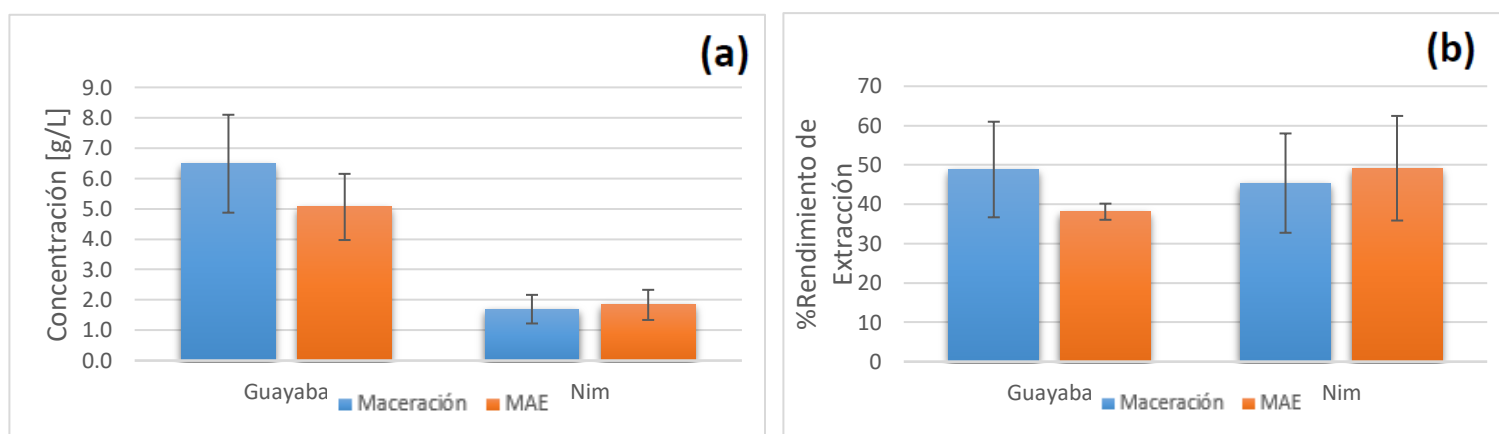 (a)
Concentración [g/L]
9.0
8.0
7.0
6.0
5.0
4.0
3.0
2.0
1.0
0.0
Guayaba
Nim
Maceración
MAE
(b)
%Rendimiento de
Extracción
70
60
50
40
30
20
10
0
Guayaba
Nim
Maceración
MAE